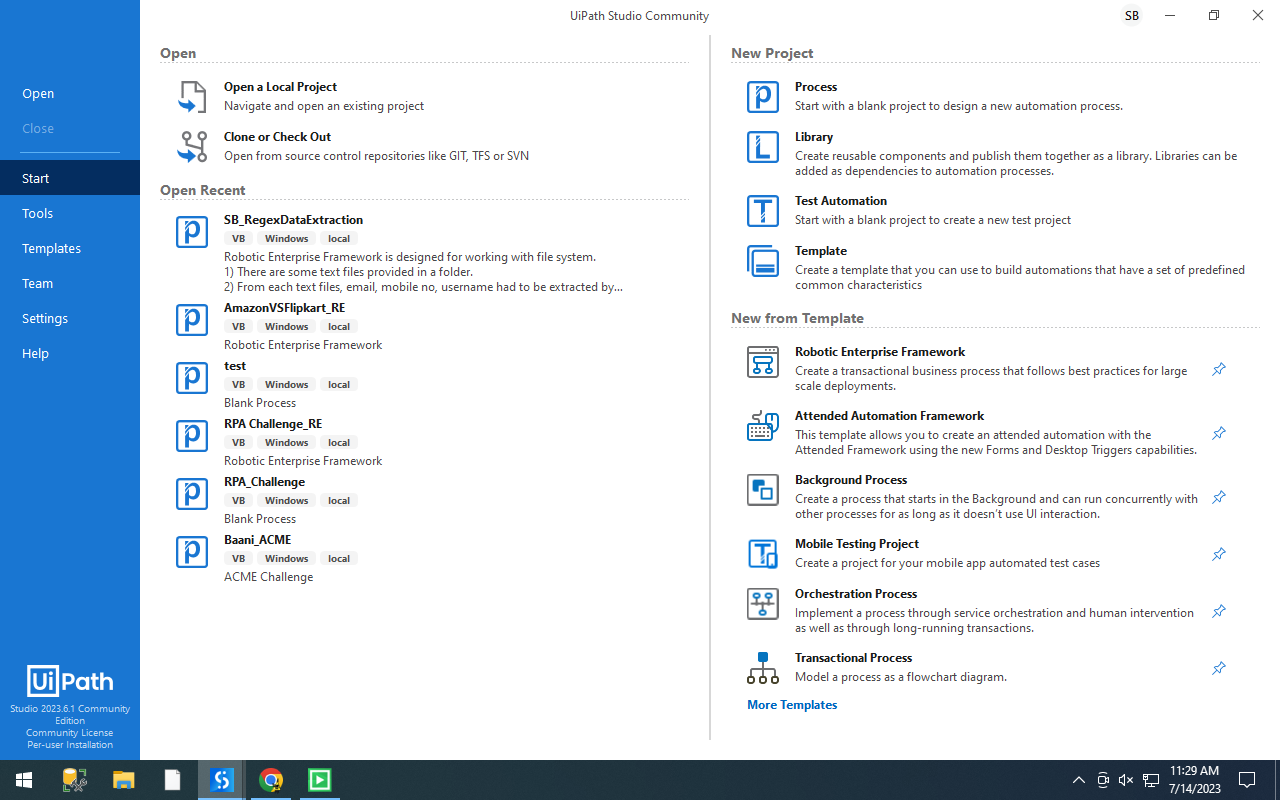 UiPath Studio Community
SB
Open
Close
Start
Tools
Templates
Team
Settings
Help
UiPath
Studio 2023.6.1 Community
Edition
Community License
Per-user Installation
Open
Open a Local Project
Navigate and open an existing project
Clone or Check Out
Open from source control repositories like GIT, TFS or SVN
Open Recent
SB_RegexDataExtraction
VB Windows local
Robotic Enterprise Framework is designed for working with file system.
1) There are some text files provided in a folder.
2) From each text files, email, mobile no, username had to be extracted by...
AmazonVSFlipkart_RE
VB Windows local
Robotic Enterprise Framework
test
VB Windows local
Blank Process
RPA Challenge_RE
VB Windows local
Robotic Enterprise Framework
RPA_Challenge
VB Windows local
Blank Process
Baani_ACME
VB Windows local
ACME Challenge
New Project
Process
Start with a blank project to design a new automation process.
Library
Create reusable components and publish them together as a library. Libraries can be
added as dependencies to automation processes.
Test Automation
Start with a blank project to create a new test project
Template
Create a template that you can use to build automations that have a set of predefined
common characteristics
New from Template
Robotic Enterprise Framework
Create a transactional business process that follows best practices for large
scale deployments.
Attended Automation Framework
This template allows you to create an attended automation with the
Attended Framework using the new Forms and Desktop Triggers capabilities.
Background Process
Create a process that starts in the Background and can run concurrently with
other processes for as long as it doesn't use UI interaction.
Mobile Testing Project
Create a project for your mobile app automated test cases
Orchestration Process
Implement a process through service orchestration and human intervention
as well as through long-running transactions.
Transactional Process
Model a process as a flowchart diagram.
More Templates
11:29 AM
7/14/2023